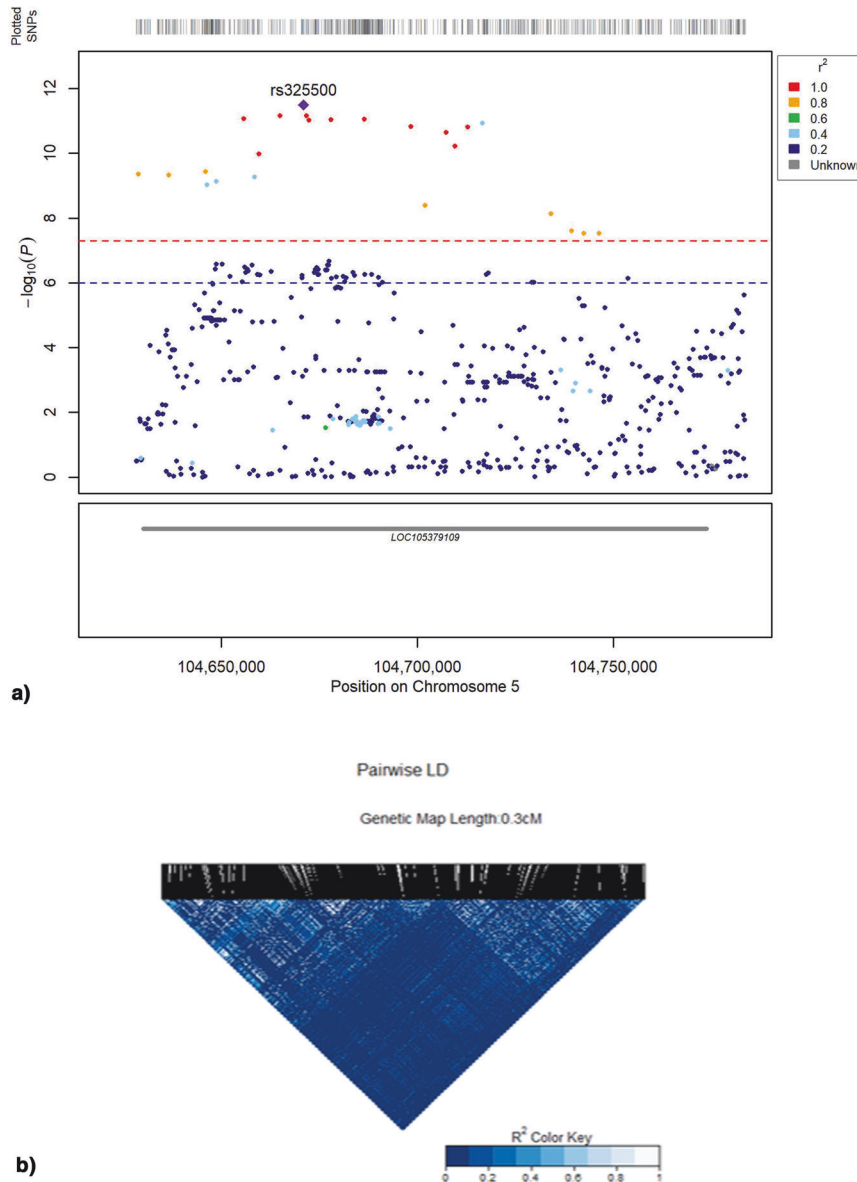 Plotted
SNPs
rs325500
r2
1.0
0.8
0.6
0.4
0.2
Unknown
12
10
8
6
4
2
0
−log10(P)
LOC105379109
104,650,000 104,700,000 104,750,000
Position on Chromosome 5
a)
Pairwise LD
Genetic Map Length:0.3cM
R2 Color Key
0 0.2 0.4 0.6 0.8 1
b)